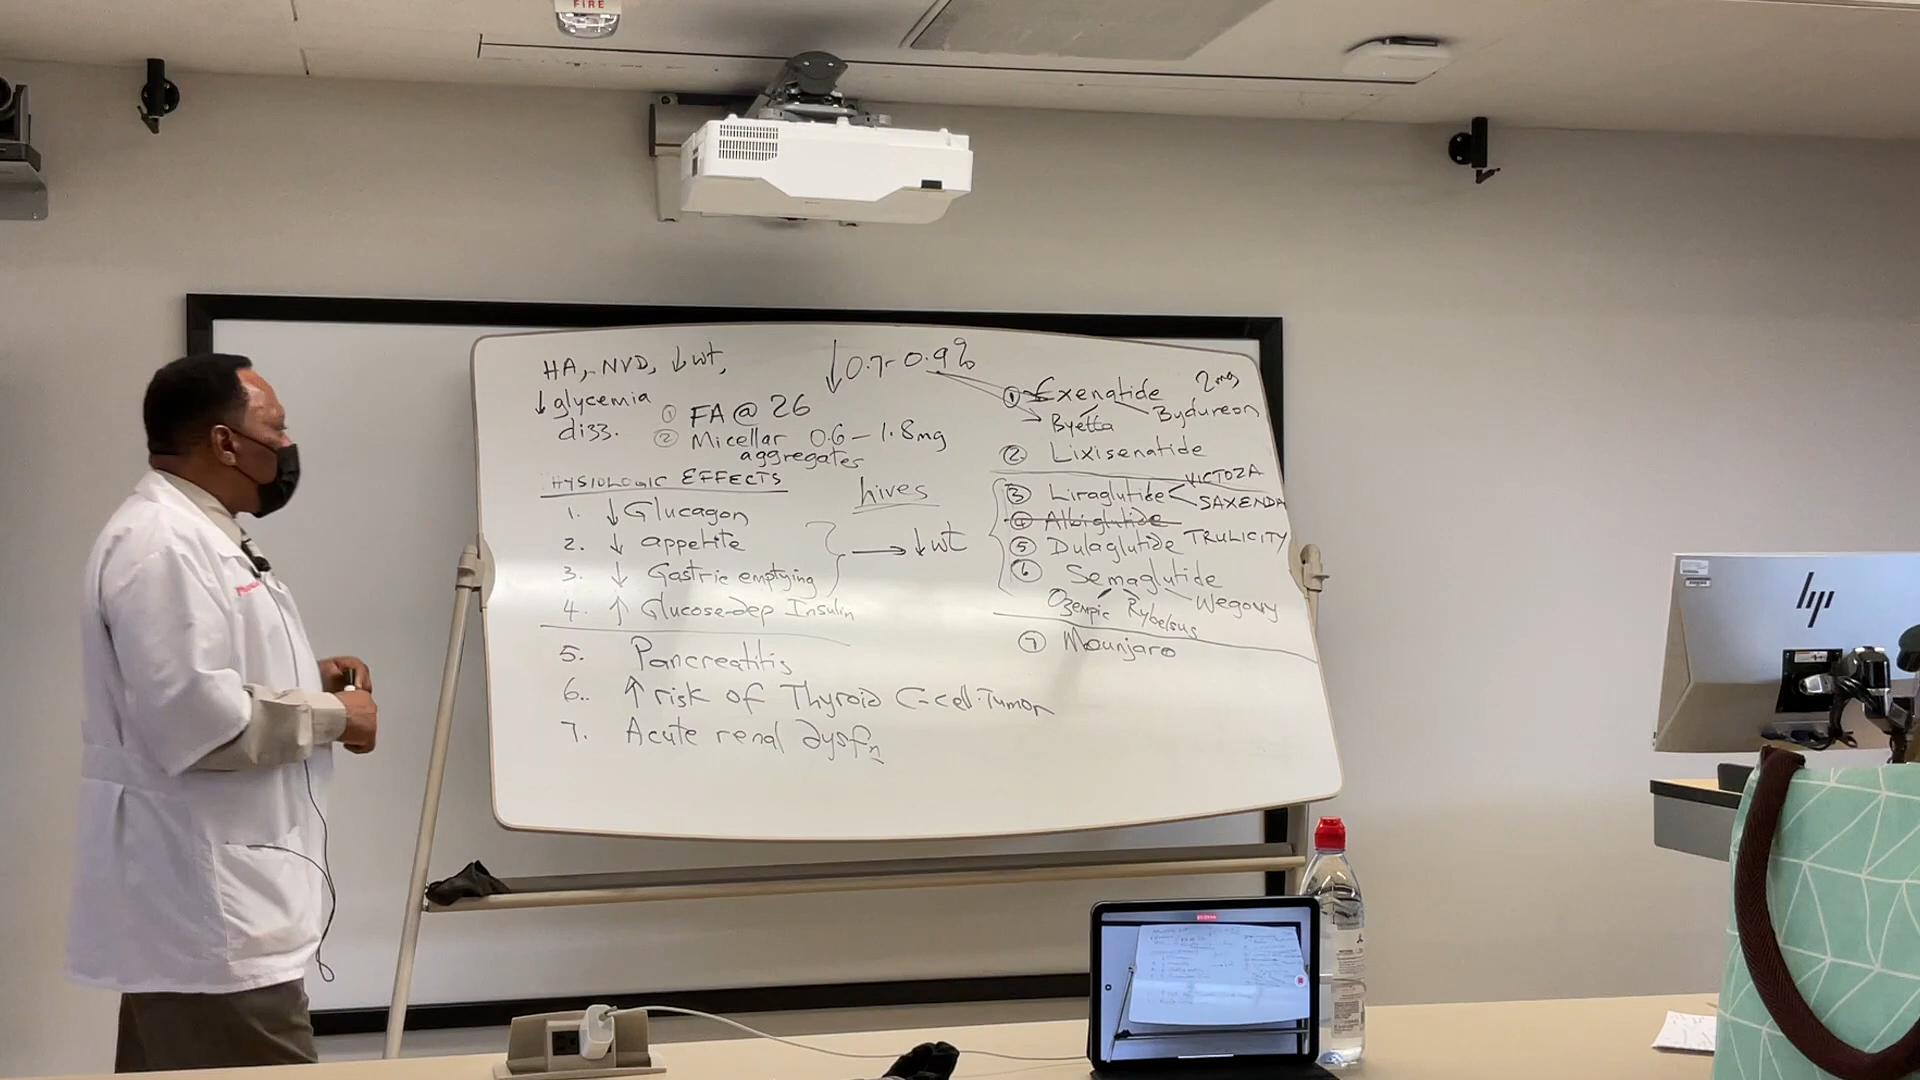 FIRE
HA, NVD, ↓wt,
↓glycemia
dizz.
↓0.7-0.9%
① FA @ 26
② Micellar 0.6 – 1.8mg
aggregates
HYSIOLOGIC EFFECTS
1. ↓Glucagon
2. ↓ appetite
3. ↓ Gastric emptying
4. ↑ Glucose-dep Insulin
→ ↓wt
hives
5. Pancreatitis
6. ↑ risk of Thyroid C-cell Tumor
7. Acute renal dysfn
① Exenatide 2mg
Byetta Bydureon
② Lixisenatide
③ Liraglutide VICTOZA
SAXENDA
④ Albiglutide
⑤ Dulaglutide TRULICITY
⑥ Semaglutide
Ozempic Rybelsus Wegovy
⑦ Mounjaro
hp